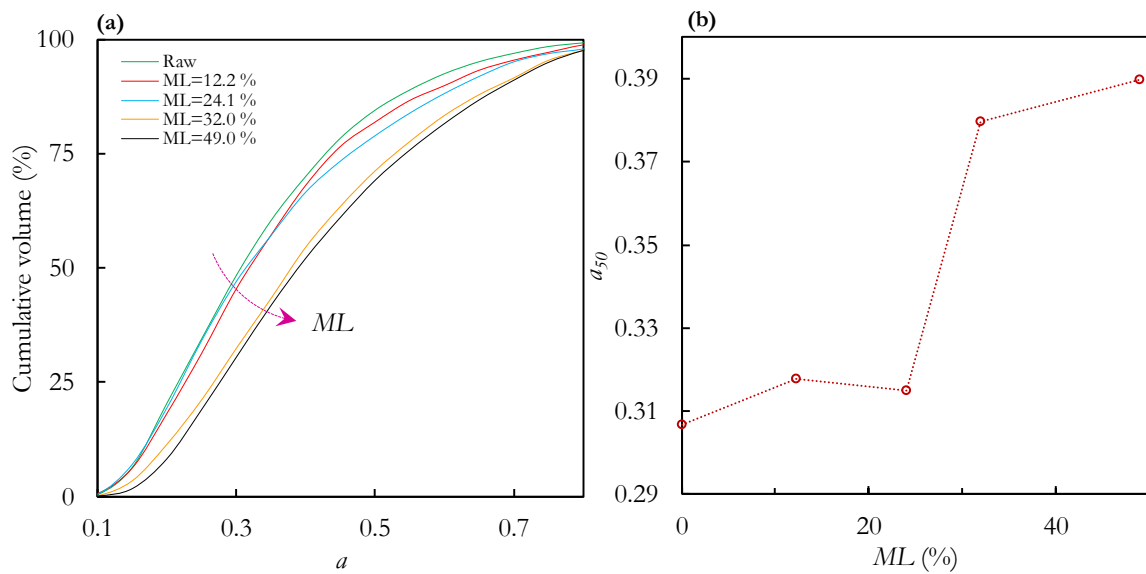 (a)
100
75
50
25
0
Cumulative volume (%)
Raw
ML=12.2 %
ML=24.1 %
ML=32.0 %
ML=49.0 %
ML
0.1 0.3 0.5 0.7
a
(b)
0.39
0.37
0.35
0.33
0.31
0.29
a50
0 20 40
ML (%)